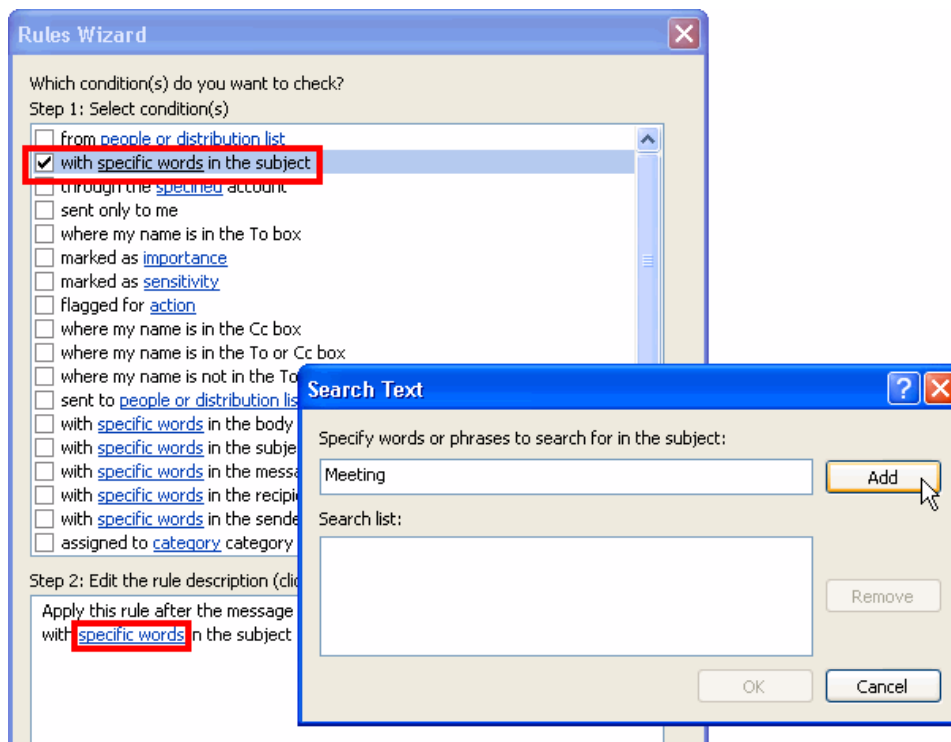 Rules Wizard
Which condition(s) do you want to check?
Step 1: Select condition(s)
from people or distribution list
with specific words in the subject
through the specified account
sent only to me
where my name is in the To box
marked as importance
marked as sensitivity
flagged for action
where my name is in the Cc box
where my name is in the To or Cc box
where my name is not in the To
sent to people or distribution lis
with specific words in the body
with specific words in the subje
with specific words in the messa
with specific words in the recipie
with specific words in the sende
assigned to category category
Step 2: Edit the rule description (clic
Apply this rule after the message
with specific words in the subject
Search Text
Specify words or phrases to search for in the subject:
Meeting
Add
Search list:
Remove
OK
Cancel